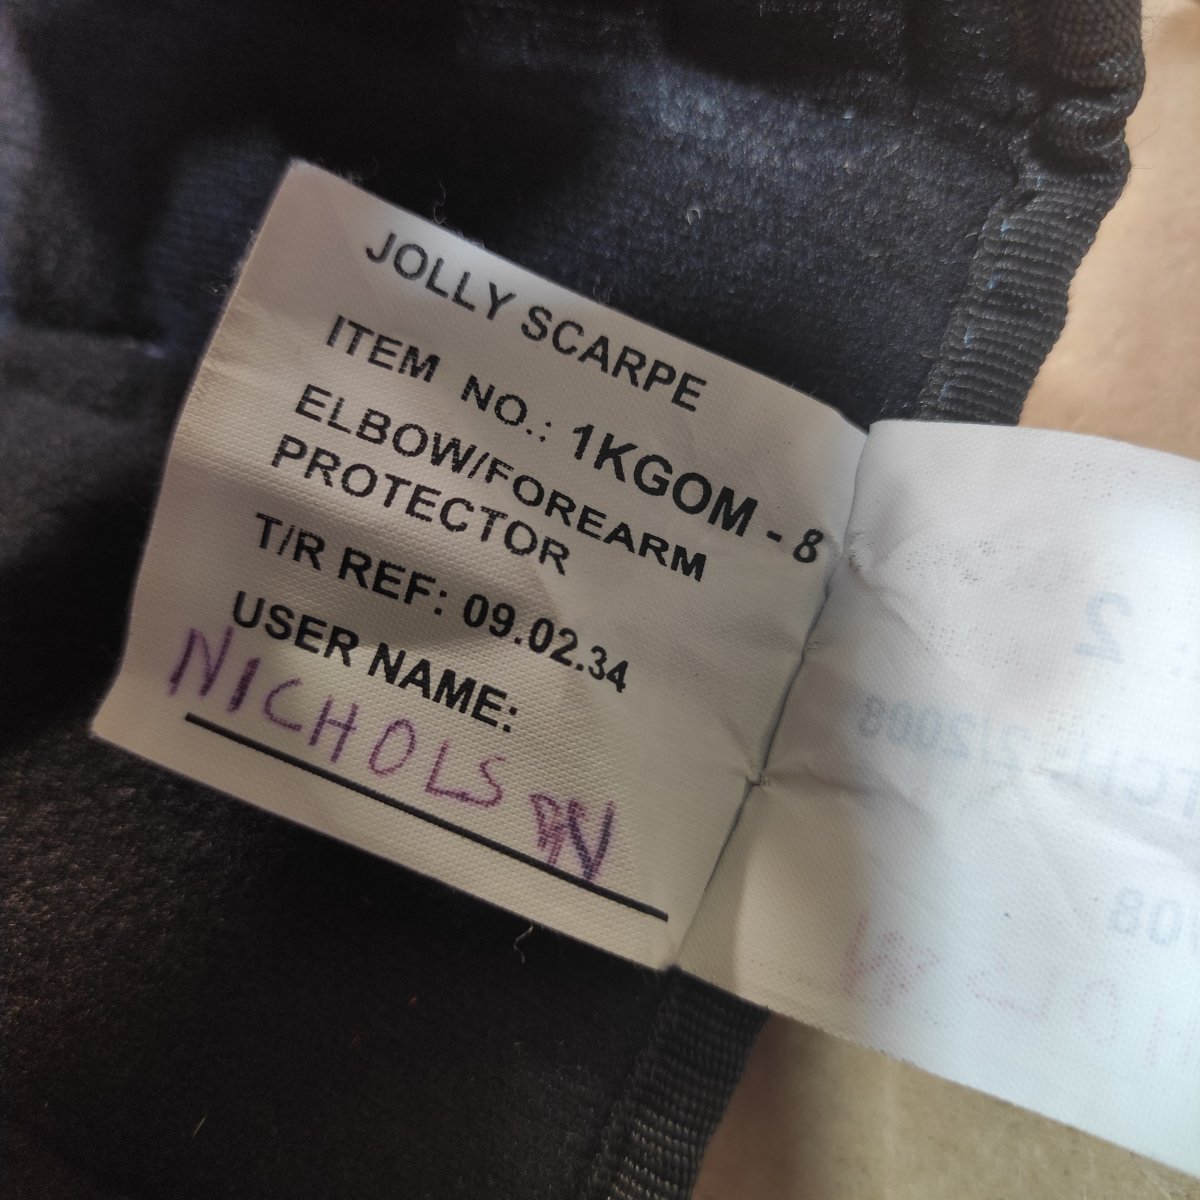 JOLLY SCARPE
ITEM NO.: 1KGOM - 8
ELBOW/FOREARM
PROTECTOR
T/R REF: 09.02.34
USER NAME:
NICHOLS